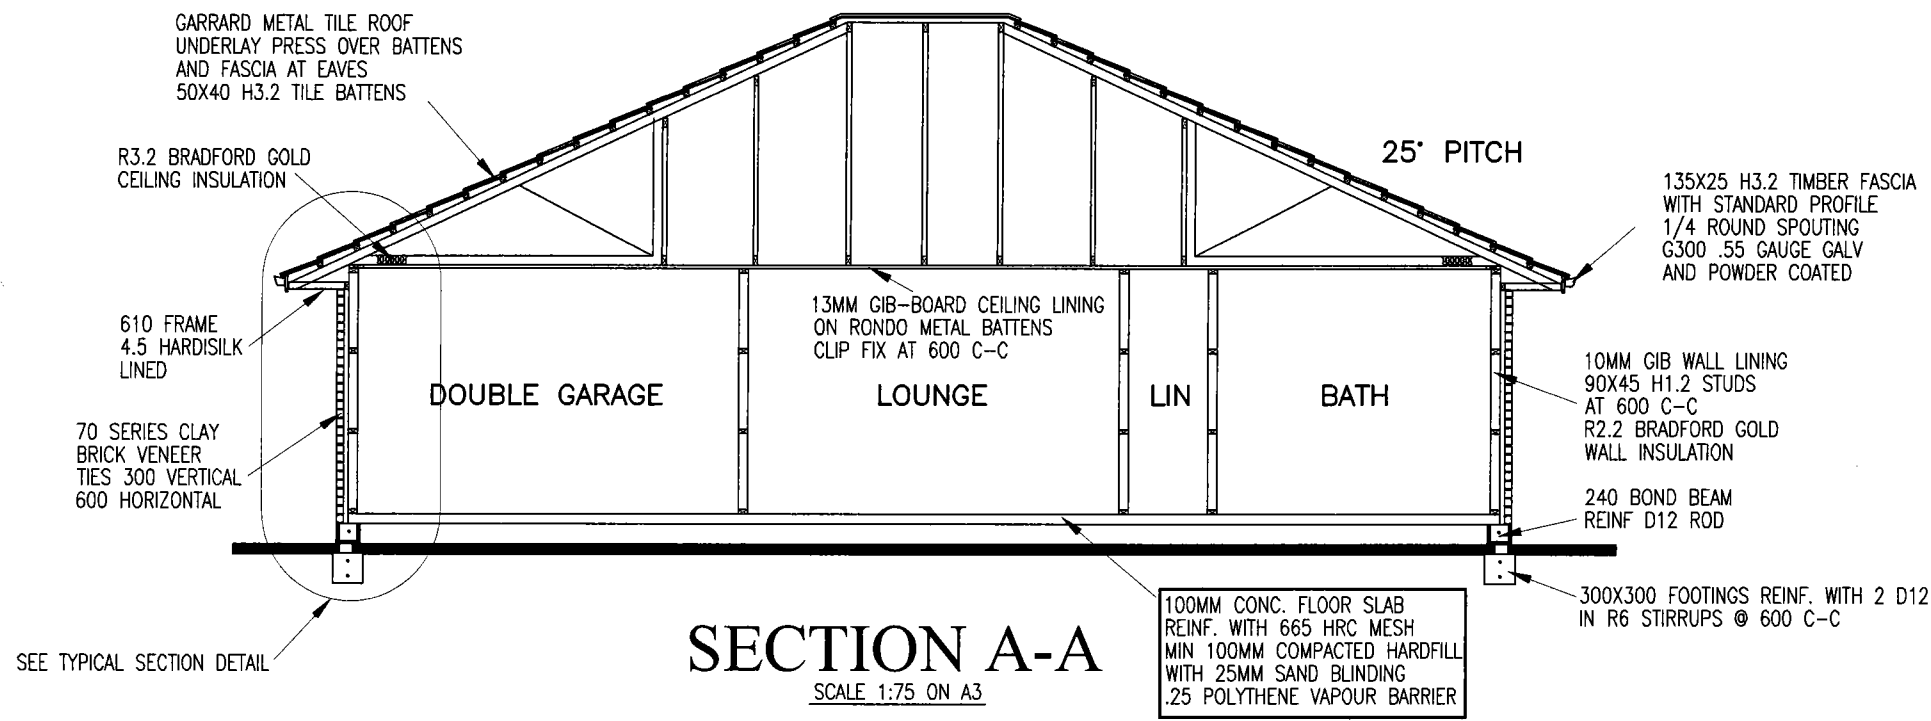 GARRARD METAL TILE ROOF
UNDERLAY PRESS OVER BATTENS
AND FASCIA AT EAVES
50X40 H3.2 TILE BATTENS
R3.2 BRADFORD GOLD
CEILING INSULATION
25° PITCH
135X25 H3.2 TIMBER FASCIA
WITH STANDARD PROFILE
1/4 ROUND SPOUTING
G300 .55 GAUGE GALV
AND POWDER COATED
610 FRAME
4.5 HARDISILK
LINED
13MM GIB-BOARD CEILING LINING
ON RONDO METAL BATTENS
CLIP FIX AT 600 C-C
DOUBLE GARAGE
LOUNGE
LIN
BATH
10MM GIB WALL LINING
90X45 H1.2 STUDS
AT 600 C-C
R2.2 BRADFORD GOLD
WALL INSULATION
70 SERIES CLAY
BRICK VENEER
TIES 300 VERTICAL
600 HORIZONTAL
240 BOND BEAM
REINF D12 ROD
300X300 FOOTINGS REINF. WITH 2 D12
IN R6 STIRRUPS @ 600 C-C
100MM CONC. FLOOR SLAB
REINF. WITH 665 HRC MESH
MIN 100MM COMPACTED HARDFILL
WITH 25MM SAND BLINDING
.25 POLYTHENE VAPOUR BARRIER
SEE TYPICAL SECTION DETAIL
SECTION A-A
SCALE 1:75 ON A3